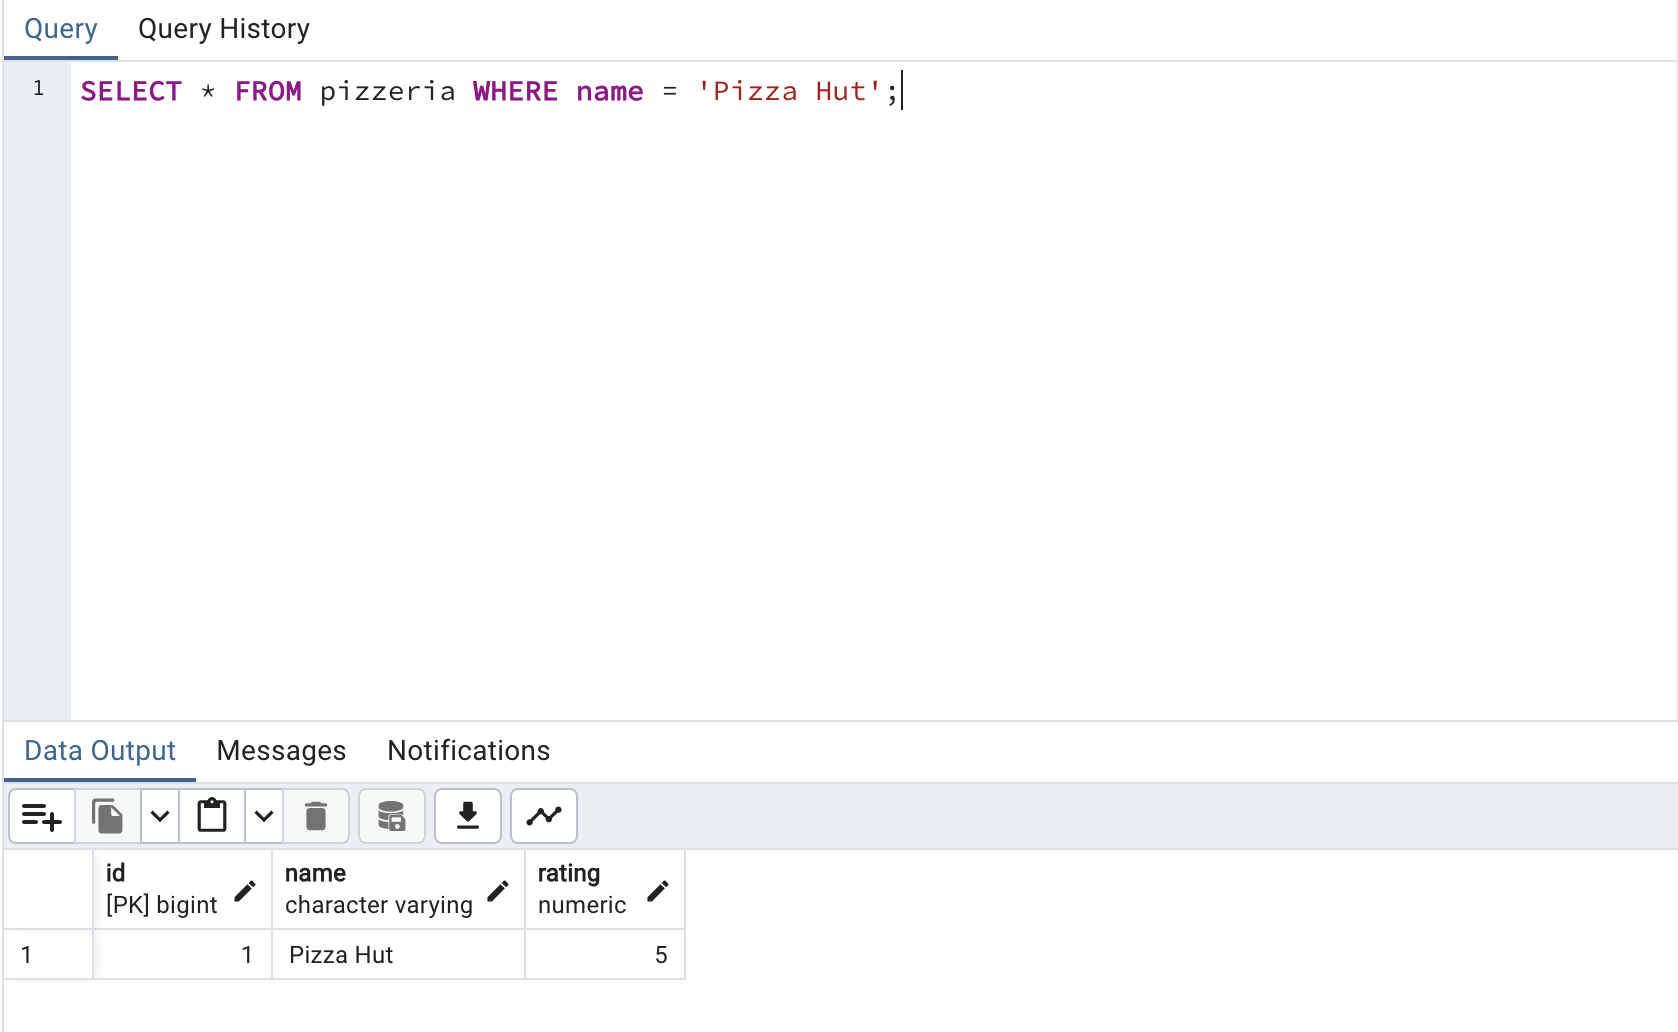 Query Query History
1 SELECT * FROM pizzeria WHERE name = 'Pizza Hut';
Data Output Messages Notifications
id name rating
[PK] bigint character varying numeric
1 1 Pizza Hut 5